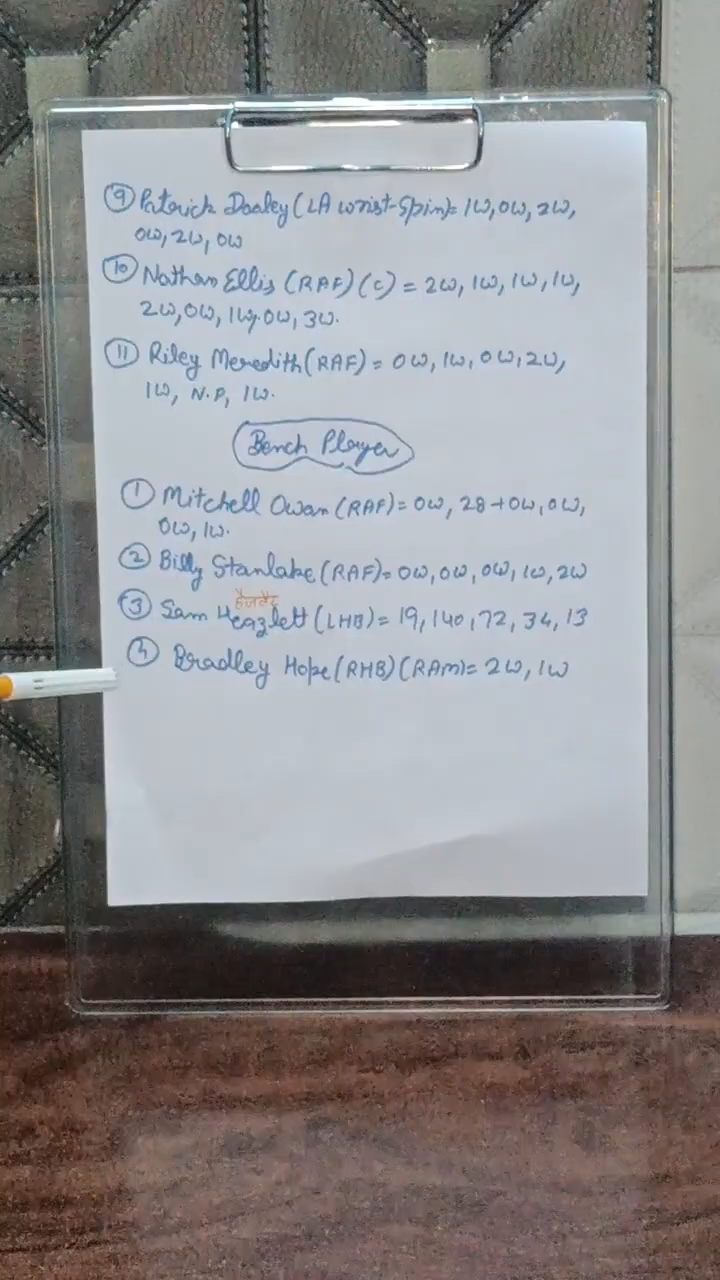 ⑨ Patrick Dooley (LA wrist-spin)= 1W, 0W, 2W,
0W, 2W, 0W
⑩ Nathan Ellis (RAF) (C) = 2W, 1W, 1W, 1W,
2W, 0W, 1W, 0W, 3W.
⑪ Riley Meredith (RAF) = 0W, 1W, 0W, 2W,
1W, N.P, 1W.
Bench Player
① Mitchell Owan (RAF)= 0W, 28+0W, 0W,
0W, 1W.
② Billy Stanlake (RAF)= 0W, 0W, 0W, 1W, 2W
हैजलैट
③ Sam Heazlett (LHB) = 19, 140, 72, 34, 13
④ Bradley Hope (RHB) (RAM)= 2W, 1W